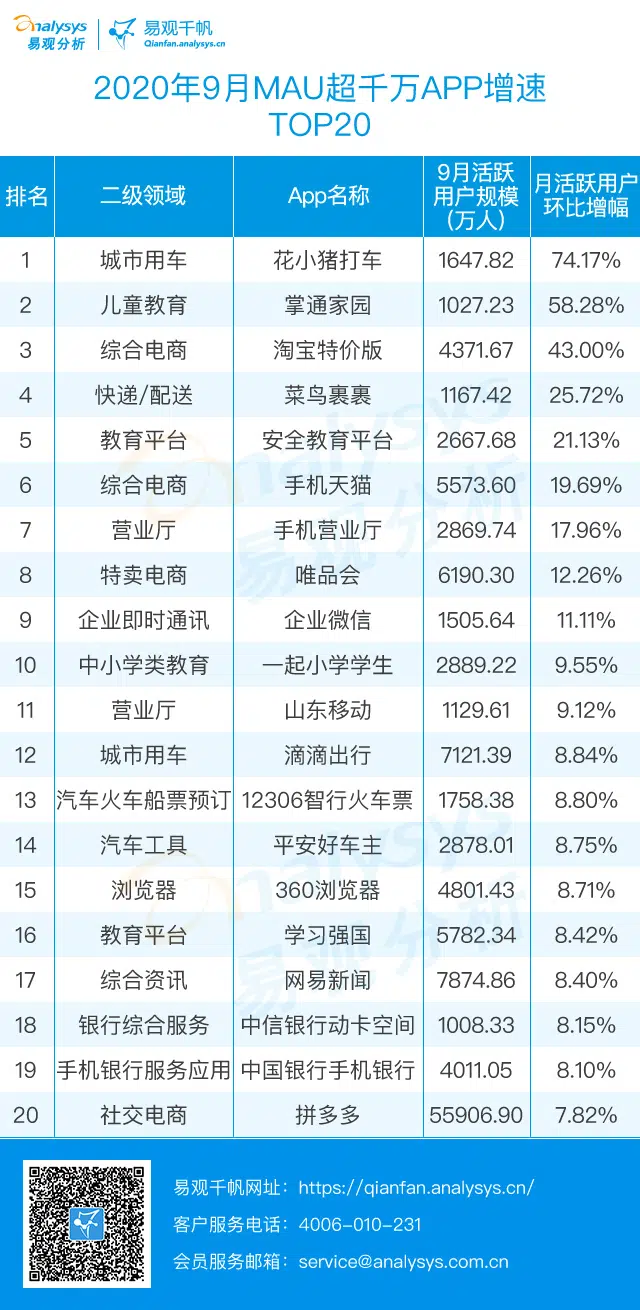 analysys
易观分析
易观千帆
Qianfan.analysys.cn
2020年9月MAU超千万APP增速
TOP20
排名 二级领域 App名称 9月活跃用户规模(万人) 月活跃用户环比增幅
1 城市用车 花小猪打车 1647.82 74.17%
2 儿童教育 掌通家园 1027.23 58.28%
3 综合电商 淘宝特价版 4371.67 43.00%
4 快递/配送 菜鸟裹裹 1167.42 25.72%
5 教育平台 安全教育平台 2667.68 21.13%
6 综合电商 手机天猫 5573.60 19.69%
7 营业厅 手机营业厅 2869.74 17.96%
8 特卖电商 唯品会 6190.30 12.26%
9 企业即时通讯 企业微信 1505.64 11.11%
10 中小学类教育 一起小学学生 2889.22 9.55%
11 营业厅 山东移动 1129.61 9.12%
12 城市用车 滴滴出行 7121.39 8.84%
13 汽车火车船票预订 12306智行火车票 1758.38 8.80%
14 汽车工具 平安好车主 2878.01 8.75%
15 浏览器 360浏览器 4801.43 8.71%
16 教育平台 学习强国 5782.34 8.42%
17 综合资讯 网易新闻 7874.86 8.40%
18 银行综合服务 中信银行动卡空间 1008.33 8.15%
19 手机银行服务应用 中国银行手机银行 4011.05 8.10%
20 社交电商 拼多多 55906.90 7.82%
analysys
易观分析
analysys
易观分析
易观千帆网址：https://qianfan.analysys.cn/
客户服务电话：4006-010-231
会员服务邮箱：service@analysys.com.cn